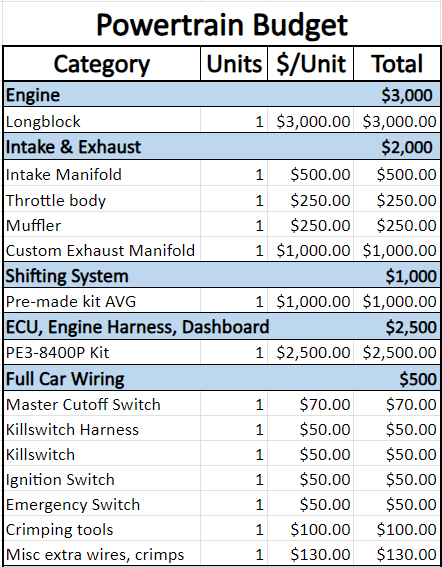 Powertrain Budget
Category Units $/Unit Total
Engine $3,000
Longblock 1 $3,000.00 $3,000.00
Intake & Exhaust $2,000
Intake Manifold 1 $500.00 $500.00
Throttle body 1 $250.00 $250.00
Muffler 1 $250.00 $250.00
Custom Exhaust Manifold 1 $1,000.00 $1,000.00
Shifting System $1,000
Pre-made kit AVG 1 $1,000.00 $1,000.00
ECU, Engine Harness, Dashboard $2,500
PE3-8400P Kit 1 $2,500.00 $2,500.00
Full Car Wiring $500
Master Cutoff Switch 1 $70.00 $70.00
Killswitch Harness 1 $50.00 $50.00
Killswitch 1 $50.00 $50.00
Ignition Switch 1 $50.00 $50.00
Emergency Switch 1 $50.00 $50.00
Crimping tools 1 $100.00 $100.00
Misc extra wires, crimps 1 $130.00 $130.00